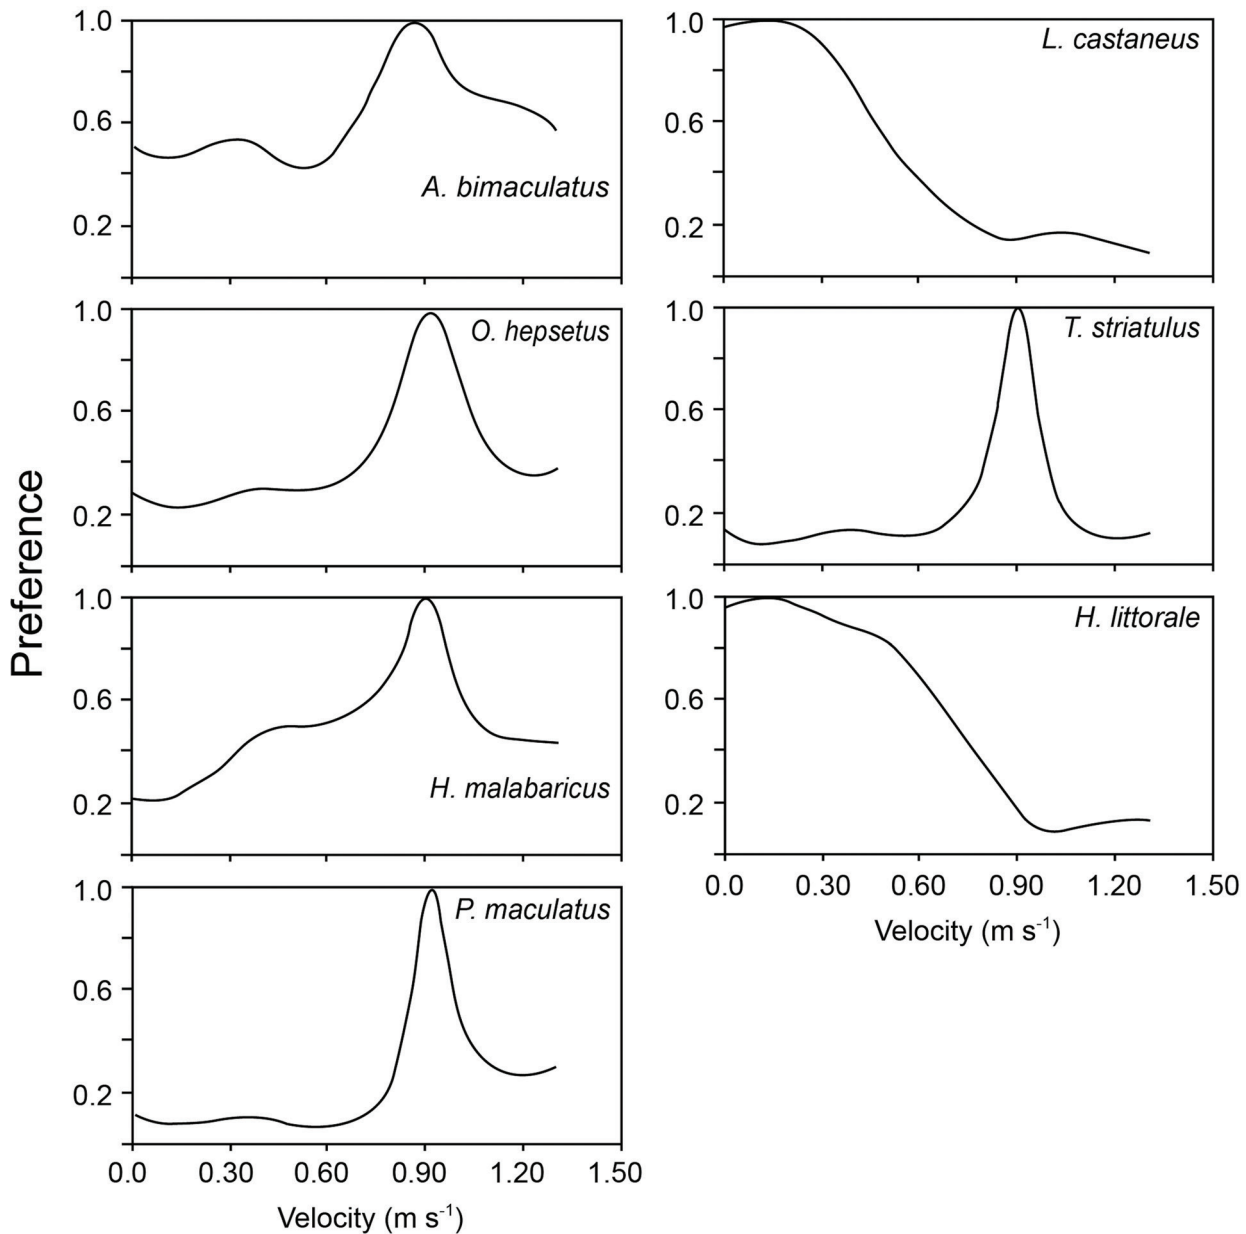 Preference
1.0
0.6
0.2
A. bimaculatus
1.0
0.6
0.2
O. hepsetus
1.0
0.6
0.2
H. malabaricus
1.0
0.6
0.2
P. maculatus
0.0 0.30 0.60 0.90 1.20 1.50
Velocity (m s-1)
1.0
0.6
0.2
L. castaneus
1.0
0.6
0.2
T. striatulus
1.0
0.6
0.2
H. littorale
0.0 0.30 0.60 0.90 1.20 1.50
Velocity (m s-1)